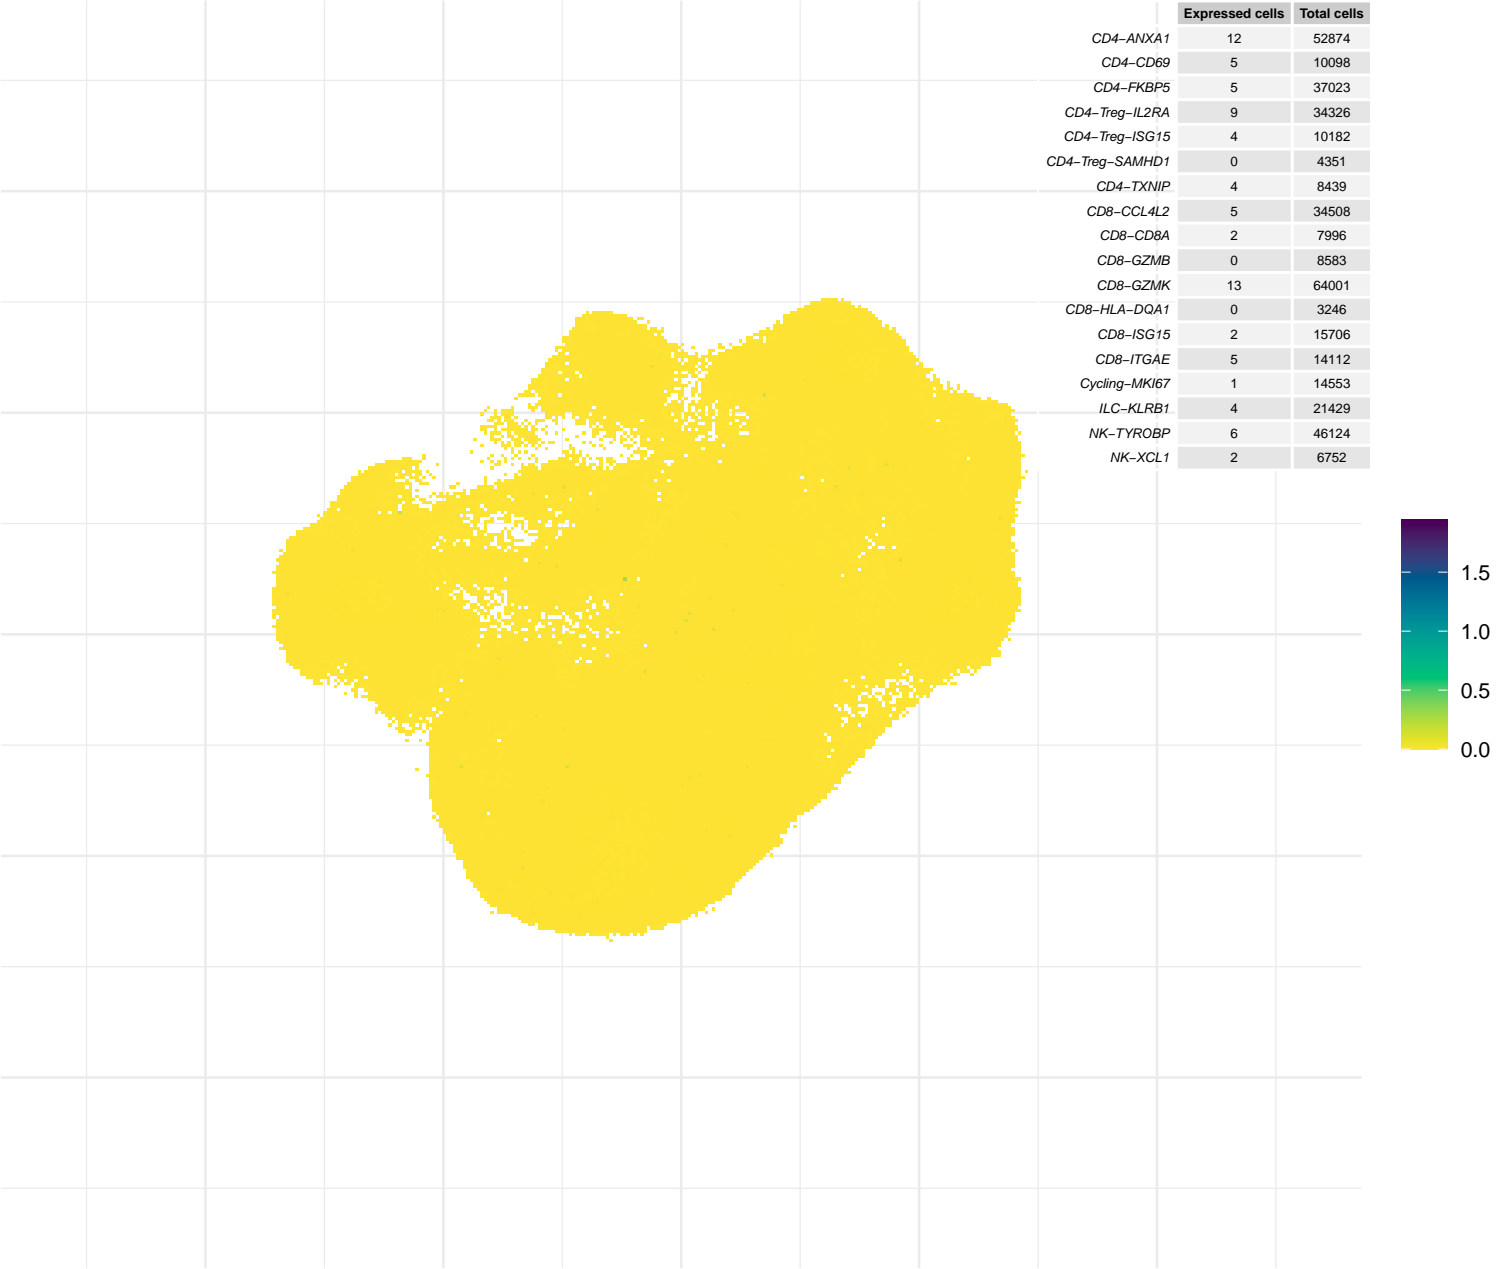 Expressed cells Total cells
CD4−ANXA1 12 52874
CD4−CD69 5 10098
CD4−FKBP5 5 37023
CD4−Treg−IL2RA 9 34326
CD4−Treg−ISG15 4 10182
CD4−Treg−SAMHD1 0 4351
CD4−TXNIP 4 8439
CD8−CCL4L2 5 34508
CD8−CD8A 2 7996
CD8−GZMB 0 8583
CD8−GZMK 13 64001
CD8−HLA−DQA1 0 3246
CD8−ISG15 2 15706
CD8−ITGAE 5 14112
Cycling−MKI67 1 14553
ILC−KLRB1 4 21429
NK−TYROBP 6 46124
NK−XCL1 2 6752
1.5
1.0
0.5
0.0